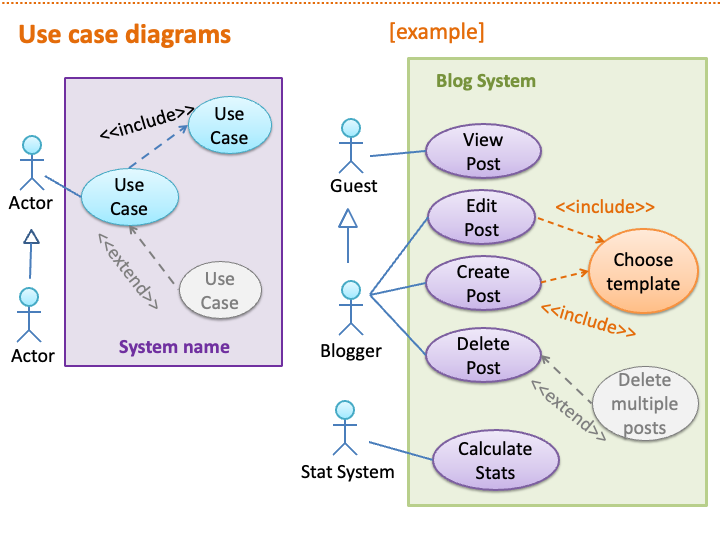 Use case diagrams
[example]
<<include>>
Use
Case
Actor
Use
Case
<<extend>>
Use
Case
Actor
System name
Blog System
Guest
View
Post
Edit
Post
<<include>>
Create
Post
Choose
template
<<include>>
Blogger
Delete
Post
<<extend>>
Delete
multiple
posts
Stat System
Calculate
Stats